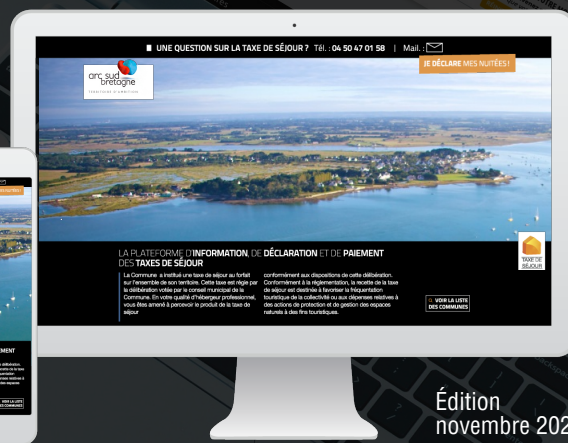 UNE QUESTION SUR LA TAXE DE SÉJOUR ? Tél. : 04 50 47 01 58 | Mail. :
JE DÉCLARE MES NUITÉES !
arc sud
bretagne
TERRITOIRE D'AMBITION
LA PLATEFORME D'INFORMATION, DE DÉCLARATION ET DE PAIEMENT
DES TAXES DE SÉJOUR
La Commune a institué une taxe de séjour au forfait
sur l'ensemble de son territoire. Cette taxe est régie par
la délibération votée par le conseil municipal de la
Commune. En votre qualité d'hébergeur professionnel,
vous êtes amené à percevoir le produit de la taxe de
séjour
conformément aux dispositions de cette délibération.
Conformément à la réglementation, la recette de la taxe
de séjour est destinée à favoriser la fréquentation
touristique de la collectivité ou aux dépenses relatives à
des actions de protection et de gestion des espaces
naturels à des fins touristiques.
TAXE DE
SÉJOUR
VOIR LA LISTE
DES COMMUNES
Édition
novembre 202